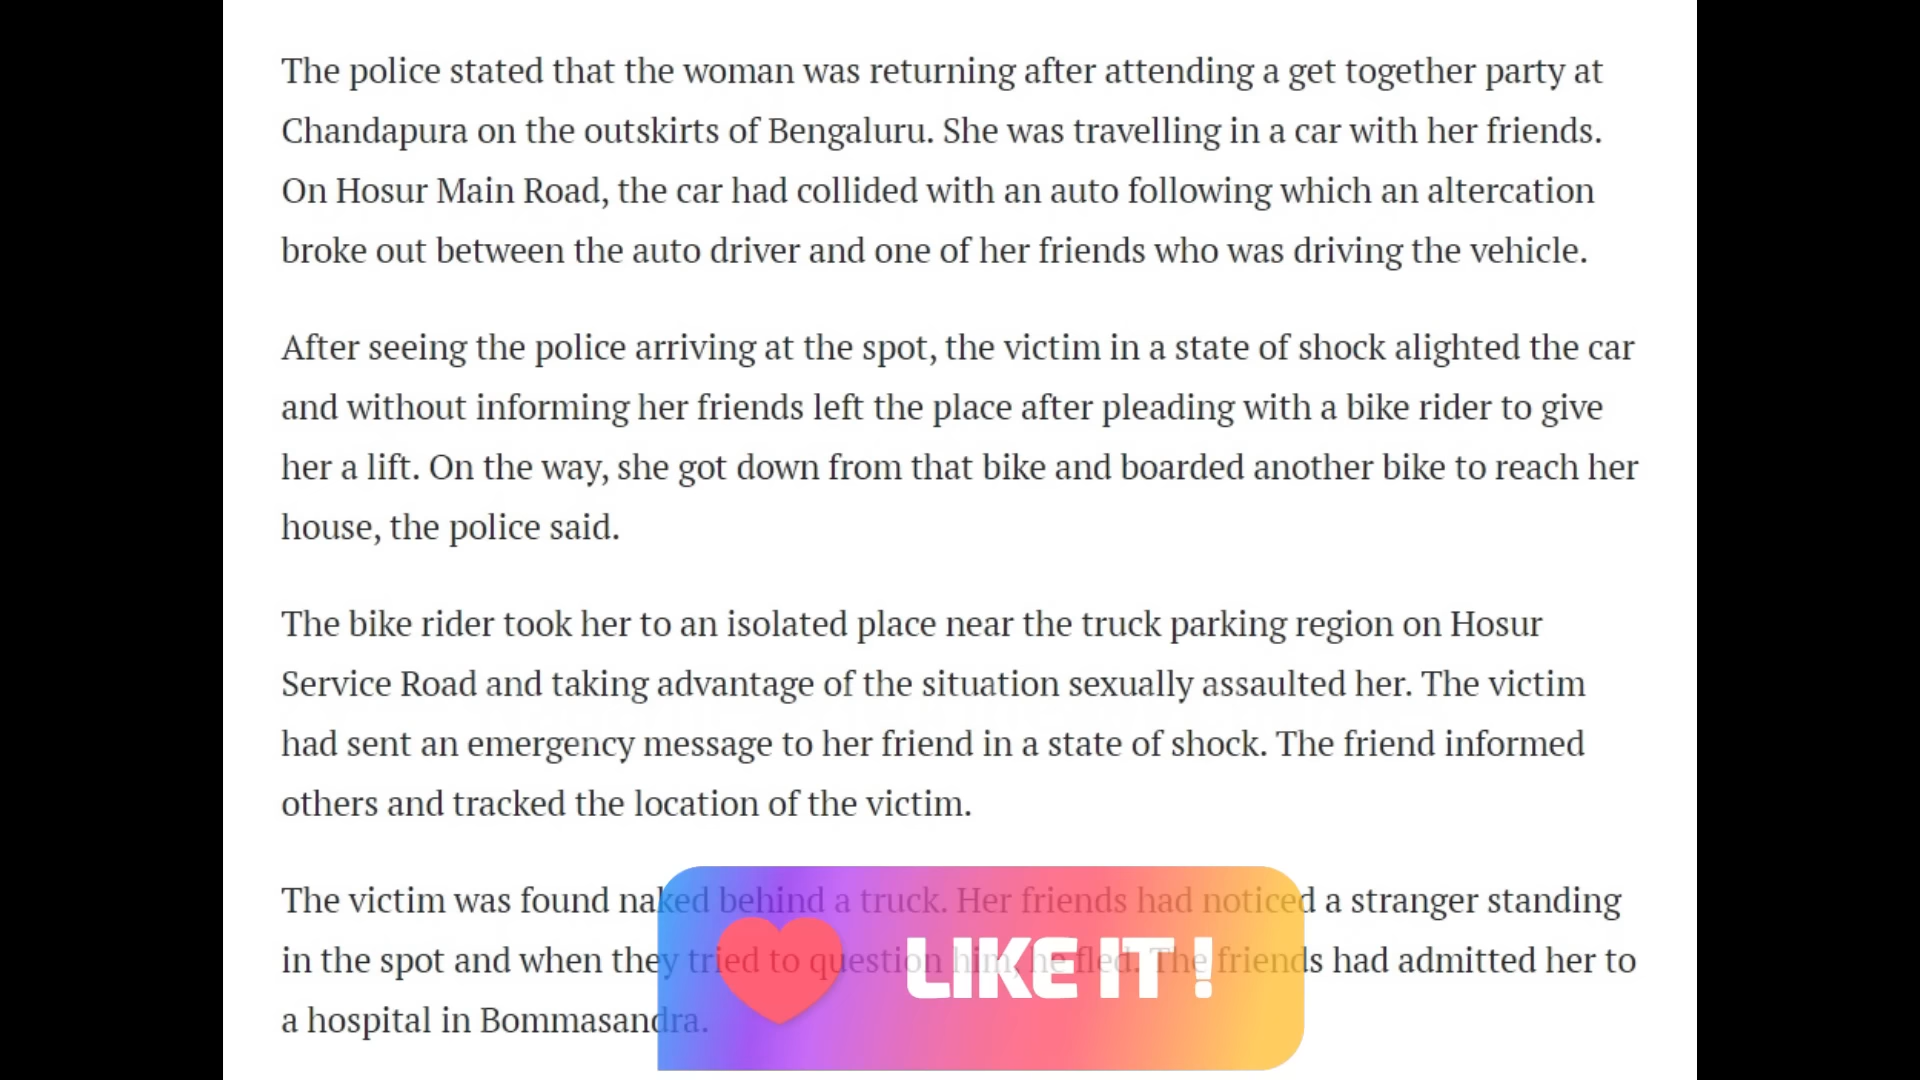 The police stated that the woman was returning after attending a get together party at
Chandapura on the outskirts of Bengaluru. She was travelling in a car with her friends.
On Hosur Main Road, the car had collided with an auto following which an altercation
broke out between the auto driver and one of her friends who was driving the vehicle.
After seeing the police arriving at the spot, the victim in a state of shock alighted the car
and without informing her friends left the place after pleading with a bike rider to give
her a lift. On the way, she got down from that bike and boarded another bike to reach her
house, the police said.
The bike rider took her to an isolated place near the truck parking region on Hosur
Service Road and taking advantage of the situation sexually assaulted her. The victim
had sent an emergency message to her friend in a state of shock. The friend informed
others and tracked the location of the victim.
The victim was found naked behind a truck. Her friends had noticed a stranger standing
in the spot and when they tried to question him, he fled. The friends had admitted her to
a hospital in Bommasandra.
LIKE IT !